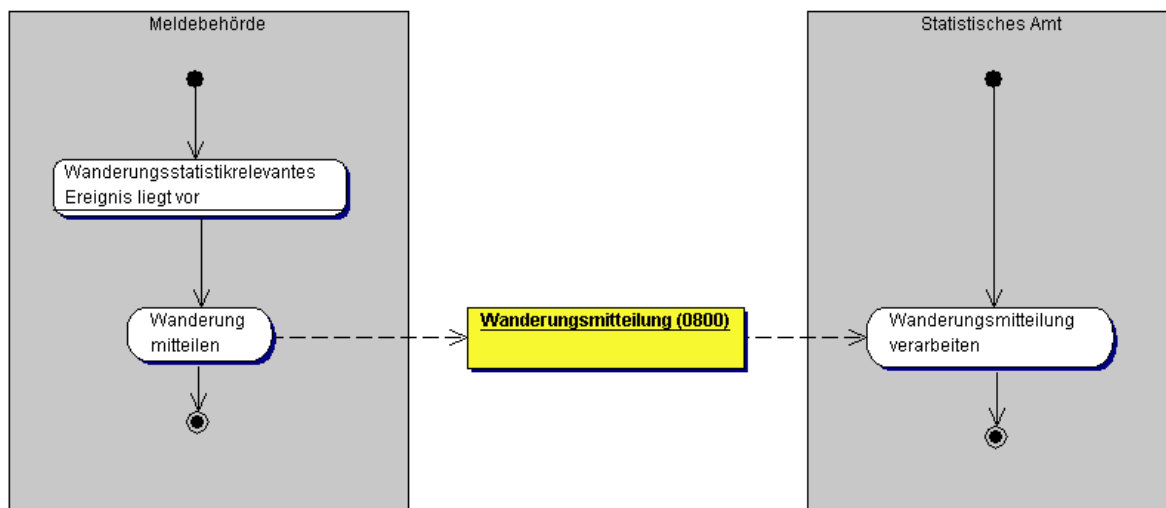 Meldebehörde
Statistisches Amt
Wanderungsstatistikrelevantes
Ereignis liegt vor
Wanderung
mitteilen
Wanderungsmitteilung (0800)
Wanderungsmitteilung
verarbeiten